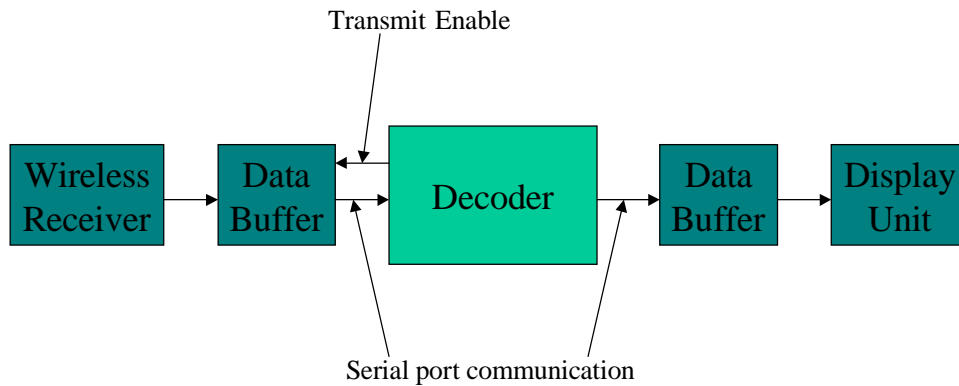 Transmit Enable
Wireless
Receiver
Data
Buffer
Decoder
Data
Buffer
Display
Unit
Serial port communication